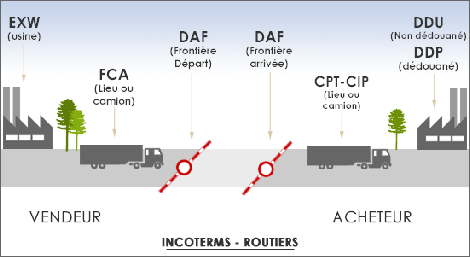 EXW
(usine)
FCA
(Lieu ou
camion)
DAF
(Frontière
Départ)
DAF
(Frontière
arrivée)
CPT-CIP
(Lieu ou
camion)
DDU
(Non dédouané)
DDP
(dédouané)
VENDEUR
ACHETEUR
INCOTERMS - ROUTIERS